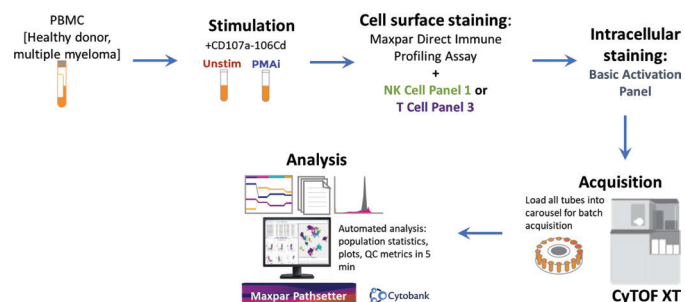 PBMC
[Healthy donor,
multiple myeloma]
Stimulation
+CD107a-106Cd
Unstim PMAi
Cell surface staining:
Maxpar Direct Immune
Profiling Assay
+
NK Cell Panel 1 or
T Cell Panel 3
Intracellular
staining:
Basic Activation
Panel
Acquisition
Load all tubes into
carousel for batch
acquisition
CyTOF XT
Analysis
Automated analysis:
population statistics,
plots, QC metrics in 5
min
Maxpar Pathsetter
Cytobank